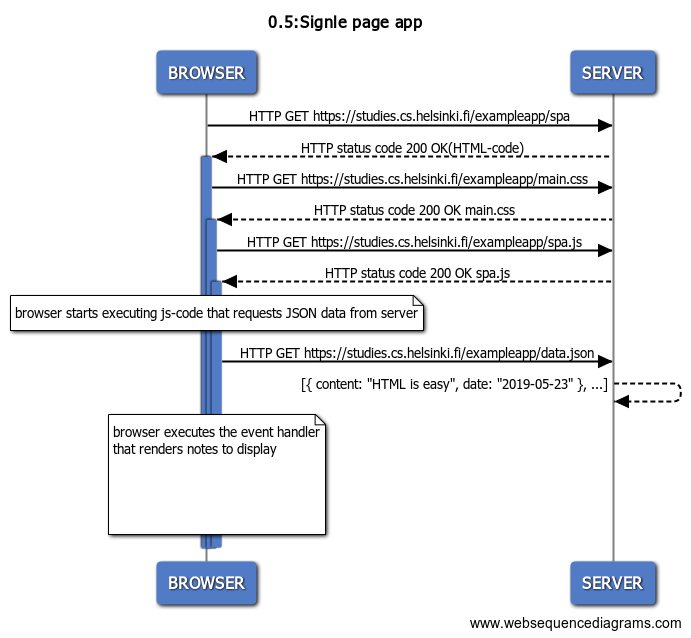 0.5:Signle page app
BROWSER
SERVER
HTTP GET https://studies.cs.helsinki.fi/exampleapp/spa
HTTP status code 200 OK(HTML-code)
HTTP GET https://studies.cs.helsinki.fi/exampleapp/main.css
HTTP status code 200 OK main.css
HTTP GET https://studies.cs.helsinki.fi/exampleapp/spa.js
HTTP status code 200 OK spa.js
browser starts executing js-code that requests JSON data from server
HTTP GET https://studies.cs.helsinki.fi/exampleapp/data.json
[{ content: "HTML is easy", date: "2019-05-23" }, ...]
browser executes the event handler
that renders notes to display
BROWSER
SERVER
www.websequencediagrams.com